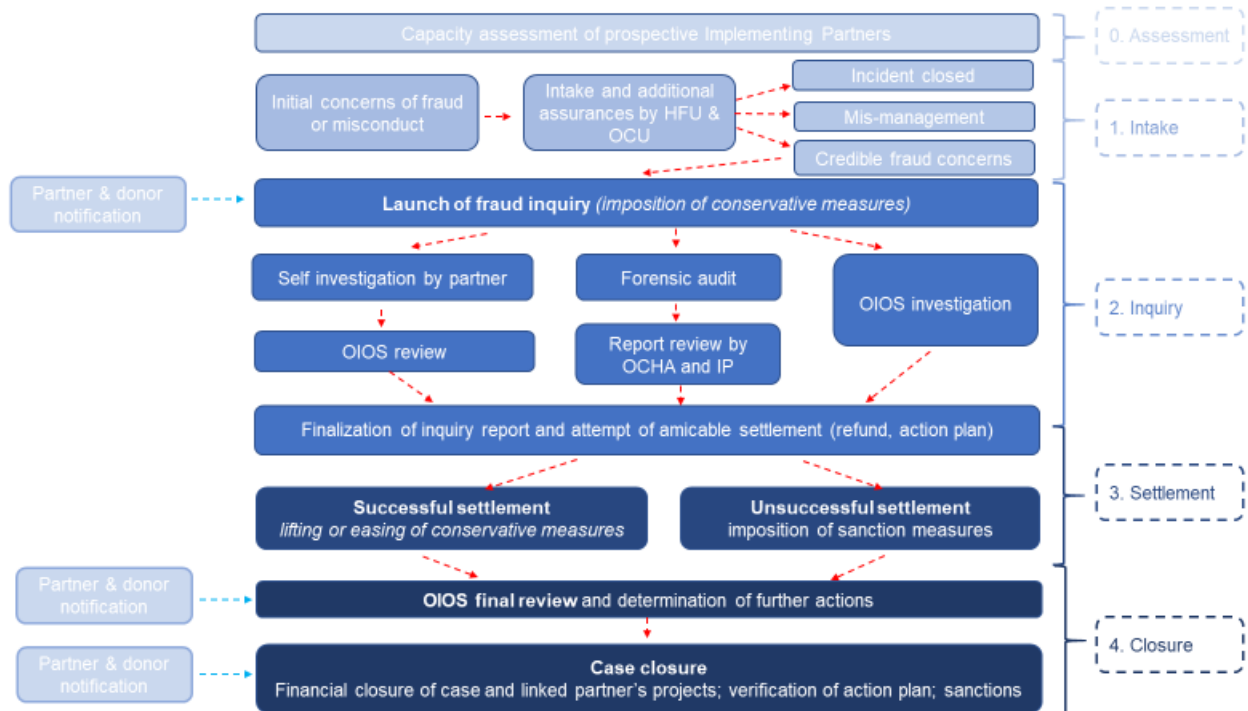 Capacity assessment of prospective Implementing Partners
0. Assessment
Initial concerns of fraud
or misconduct
Intake and additional
assurances by HFU &
OCU
Incident closed
Mis-management
Credible fraud concerns
1. Intake
Partner & donor
notification
Launch of fraud inquiry (imposition of conservative measures)
Self investigation by partner
Forensic audit
OIOS investigation
OIOS review
Report review by
OCHA and IP
2. Inquiry
Finalization of inquiry report and attempt of amicable settlement (refund, action plan)
Successful settlement
lifting or easing of conservative measures
Unsuccessful settlement
imposition of sanction measures
3. Settlement
Partner & donor
notification
OIOS final review and determination of further actions
Partner & donor
notification
Case closure
Financial closure of case and linked partner's projects; verification of action plan; sanctions
4. Closure